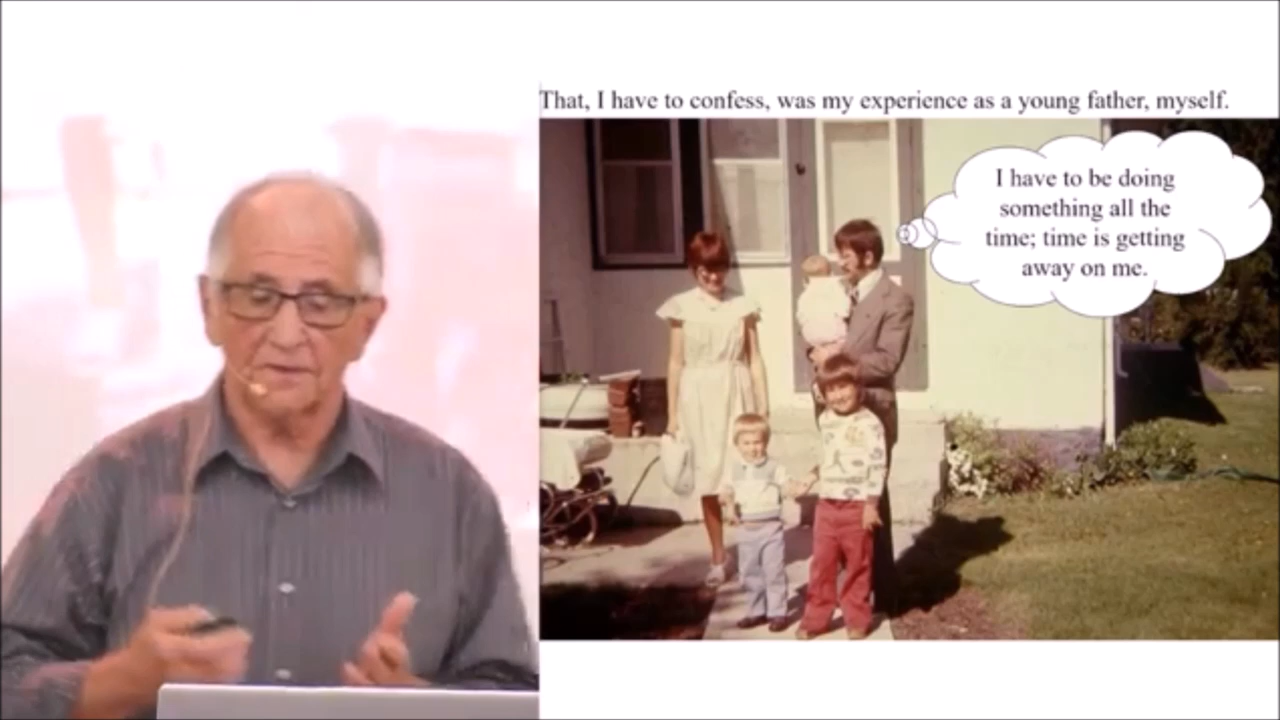 That, I have to confess, was my experience as a young father, myself.
I have to be doing
something all the
time; time is getting
away on me.